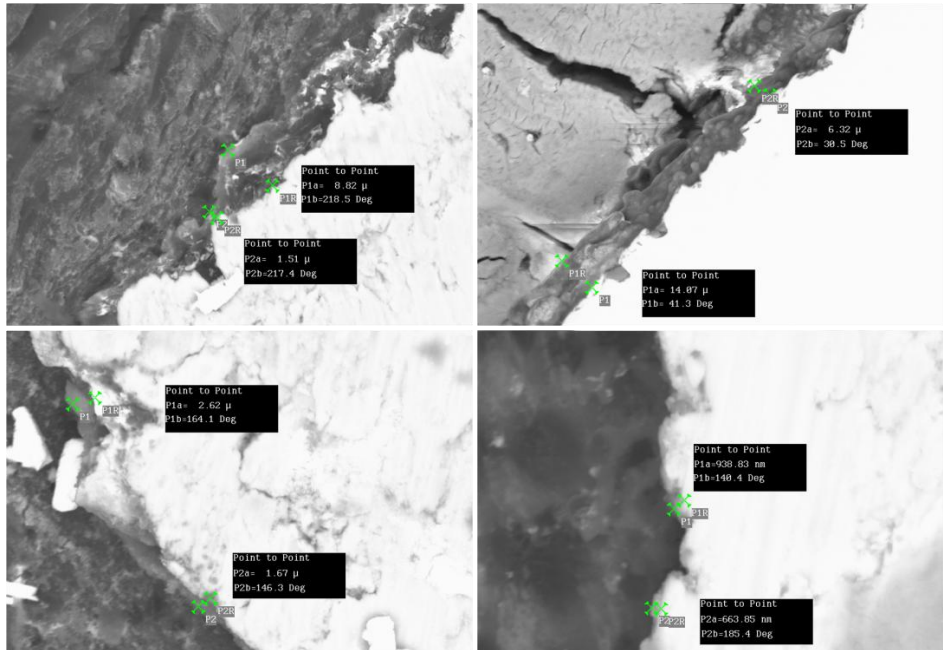 P1
P1R
Point to Point
P1a= 8.82 µ
P1b=218.5 Deg
P2
P2R
Point to Point
P2a= 1.51 µ
P2b=217.4 Deg
P2R
P2
Point to Point
P2a= 6.32 µ
P2b= 30.5 Deg
P1R
P1
Point to Point
P1a= 14.07 µ
P1b= 41.3 Deg
P1
P1R
Point to Point
P1a= 2.62 µ
P1b=164.1 Deg
P2R
P2
Point to Point
P2a= 1.67 µ
P2b=146.3 Deg
Point to Point
P1a=938.83 nm
P1b=140.4 Deg
P1R
P1
P2
P2R
Point to Point
P2a=663.85 nm
P2b=185.4 Deg